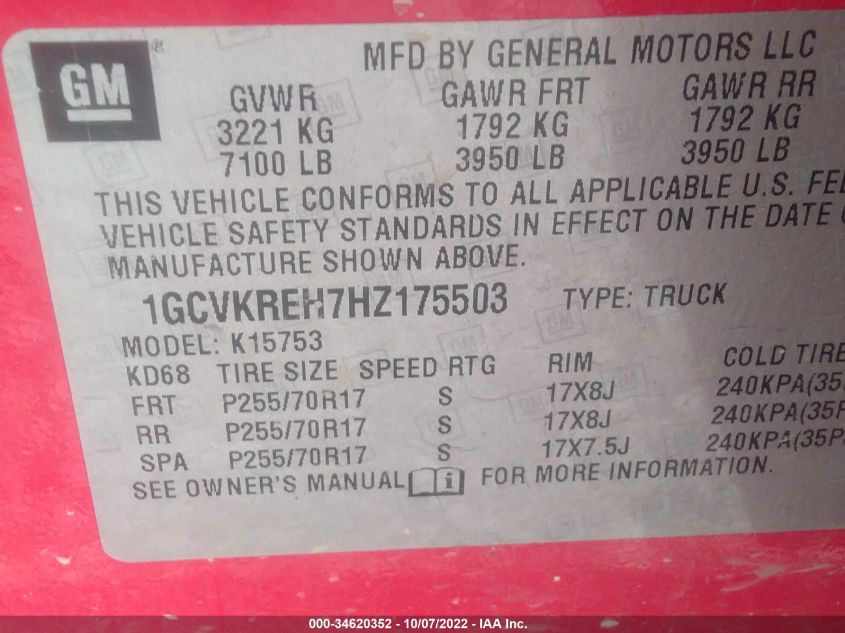 GM ®
MFD BY GENERAL MOTORS LLC
GVWR GAWR FRT GAWR RR
3221 KG 1792 KG 1792 KG
7100 LB 3950 LB 3950 LB
THIS VEHICLE CONFORMS TO ALL APPLICABLE U.S.
VEHICLE SAFETY STANDARDS IN EFFECT ON THE DATE
MANUFACTURE SHOWN ABOVE.
1GCVKREH7HZ175503 TYPE: TRUCK
MODEL: K15753
KD68 TIRE SIZE SPEED RTG RIM COLD TIRE
FRT P255/70R17 S 17X8J 240KPA(35
RR P255/70R17 S 17X8J 240KPA(35P
SPA P255/70R17 S 17X7.5J 240KPA(35P
SEE OWNER'S MANUAL i FOR MORE INFORMATION.
000-34620352 - 10/07/2022 - IAA Inc.